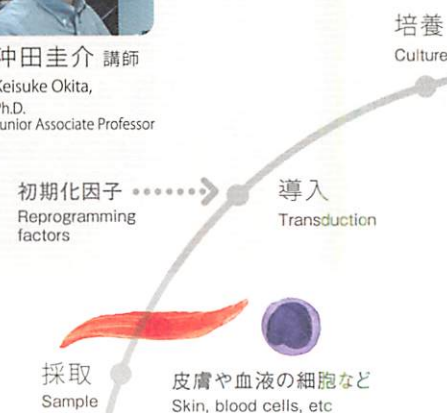 沖田圭介 講師
Keisuke Okita,
Ph.D.
Junior Associate Professor
培養
Culture
初期化因子
Reprogramming
factors
導入
Transduction
採取
Sample
皮膚や血液の細胞など
Skin, blood cells, etc